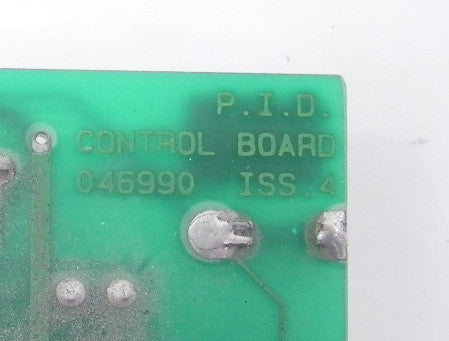 P.I.D.
CONTROL BOARD
046990 ISS.4